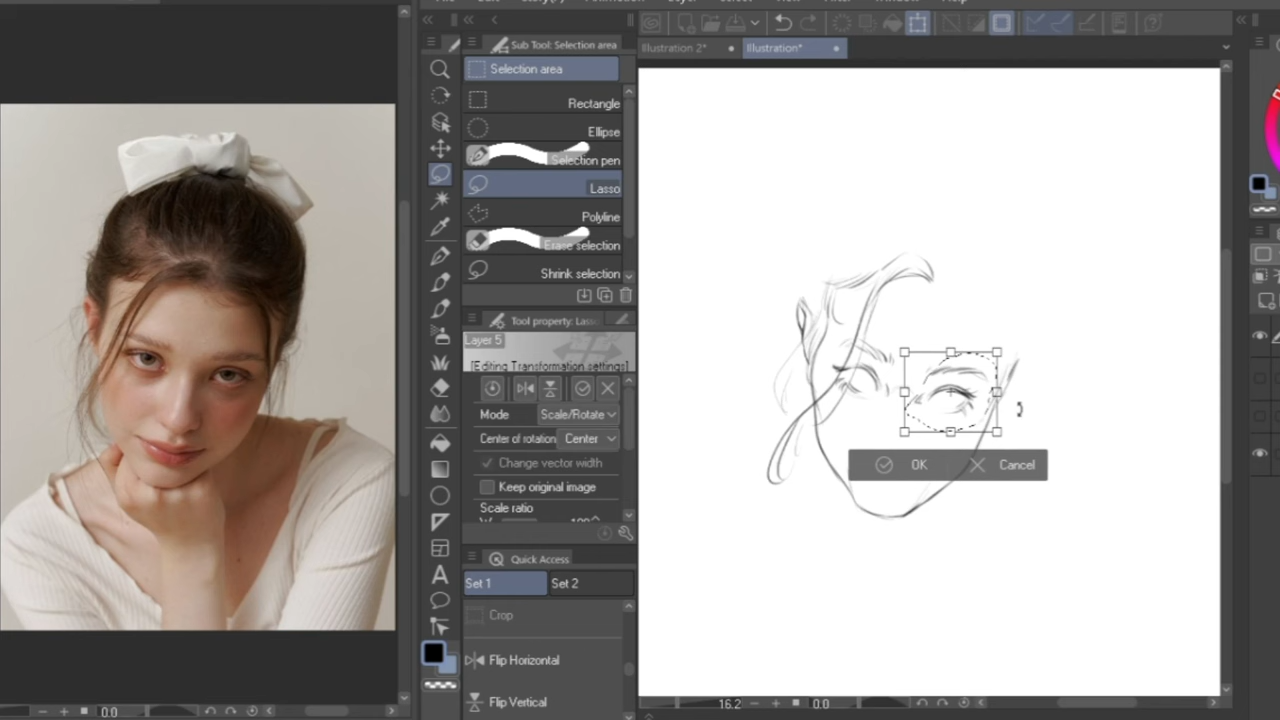 Sub Tool: Selection area
Illustration 2*
Illustration*
Selection area
Rectangle
Ellipse
Selection pen
Lasso
Polyline
Erase selection
Shrink selection
Tool property: Lasso
Layer 5
[Editing Transformation settings]
Mode
Scale/Rotate
Center of rotation
Center
Change vector width
Keep original image
Scale ratio
OK
Cancel
Quick Access
Set 1
Set 2
Crop
Flip Horizontal
Flip Vertical
0.0
16.2
0.0